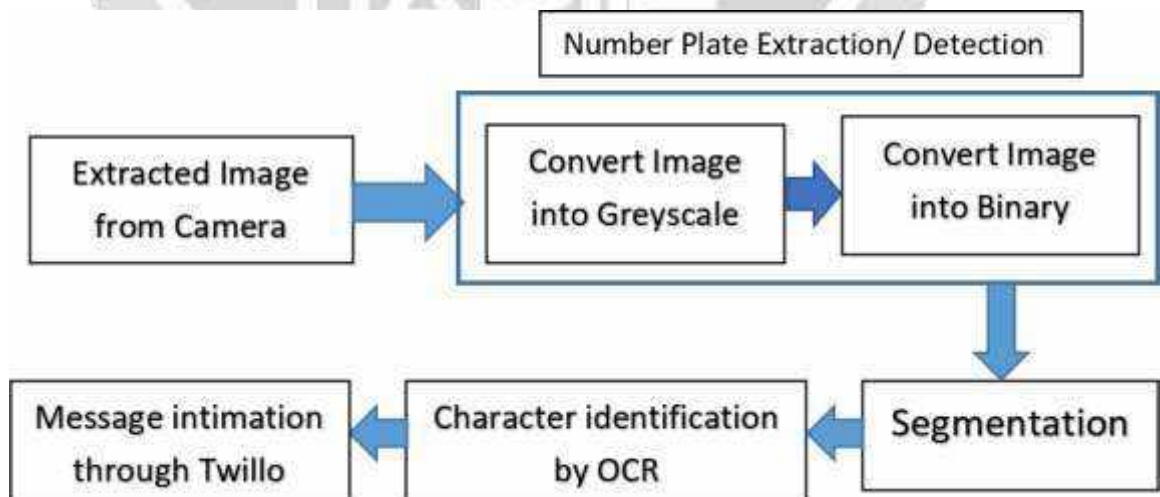 Number Plate Extraction/ Detection
Extracted Image
from Camera
Convert Image
into Greyscale
Convert Image
into Binary
Segmentation
Character identification
by OCR
Message intimation
through Twillo